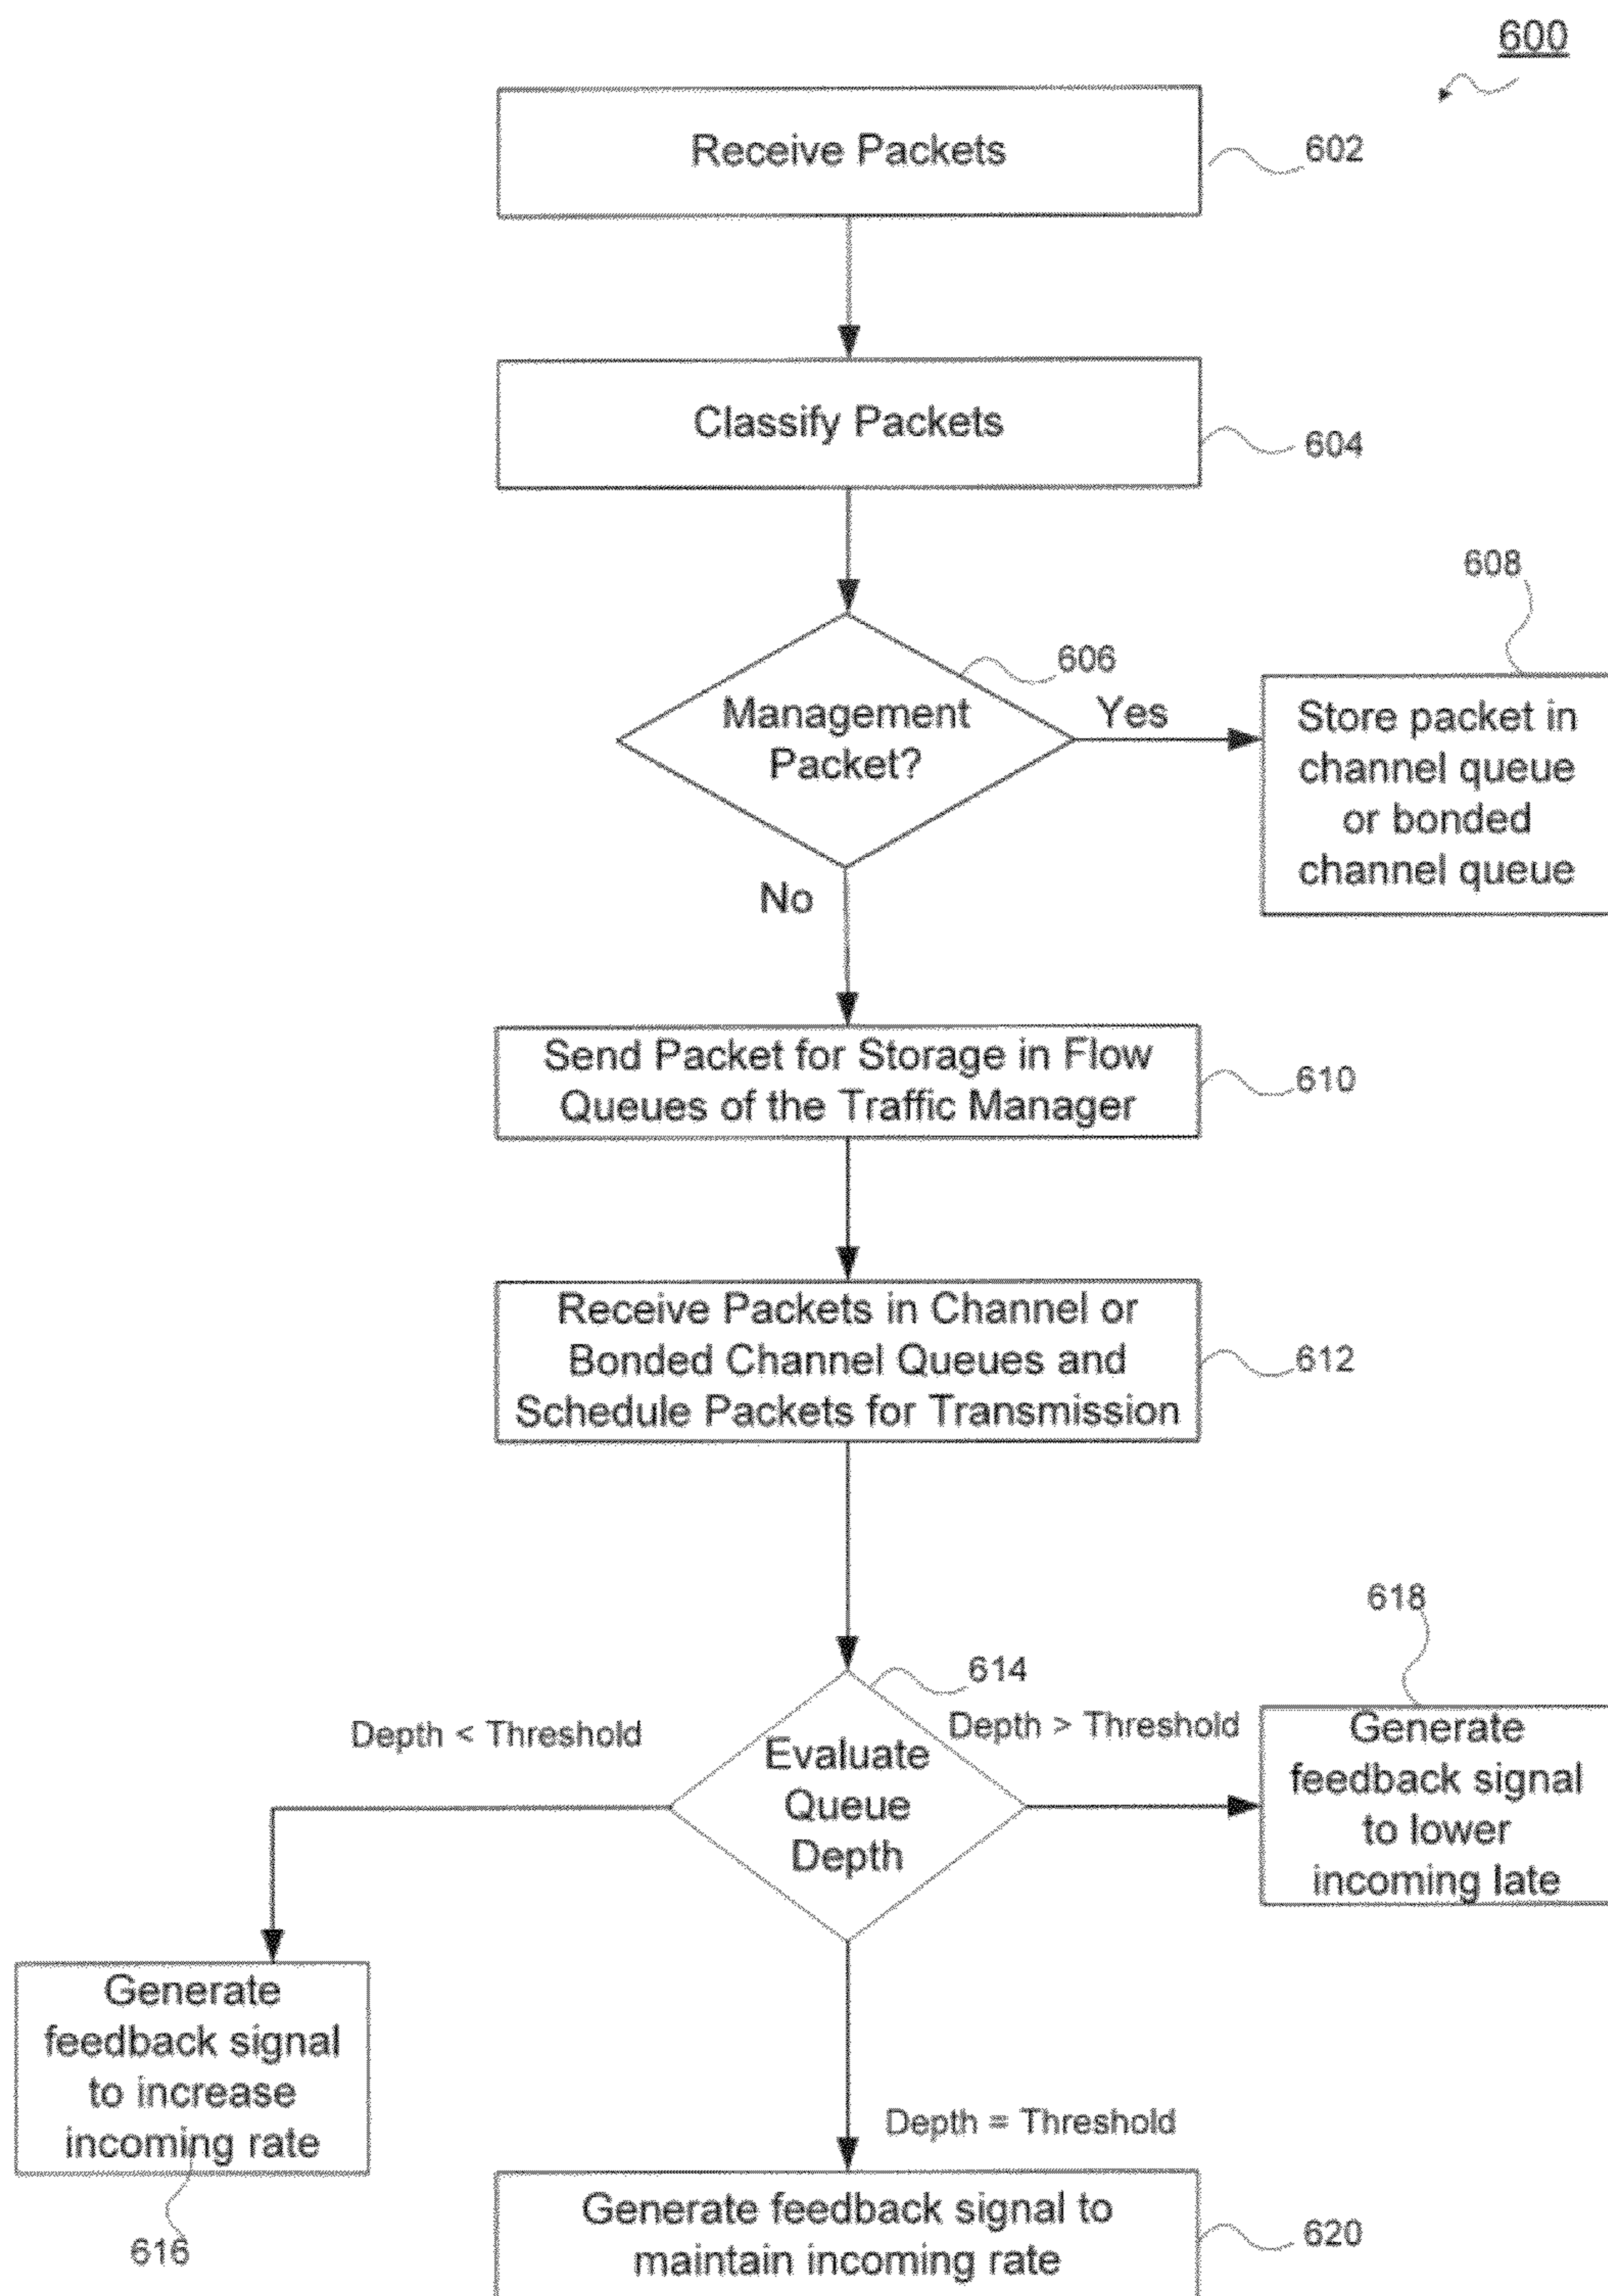 600
Receive Packets
602
Classify Packets
604
608
606
Management
Packet?
Yes
Store packet in
channel queue
or bonded
channel queue
No
Send Packet for Storage in Flow
Queues of the Traffic Manager
610
Receive Packets in Channel or
Bonded Channel Queues and
Schedule Packets for Transmission
612
618
614
Depth < Threshold
Depth > Threshold
Evaluate
Queue
Depth
Generate
feedback signal
to lower
incoming late
Generate
feedback signal
to increase
incoming rate
616
Depth = Threshold
Generate feedback signal to
maintain incoming rate
620